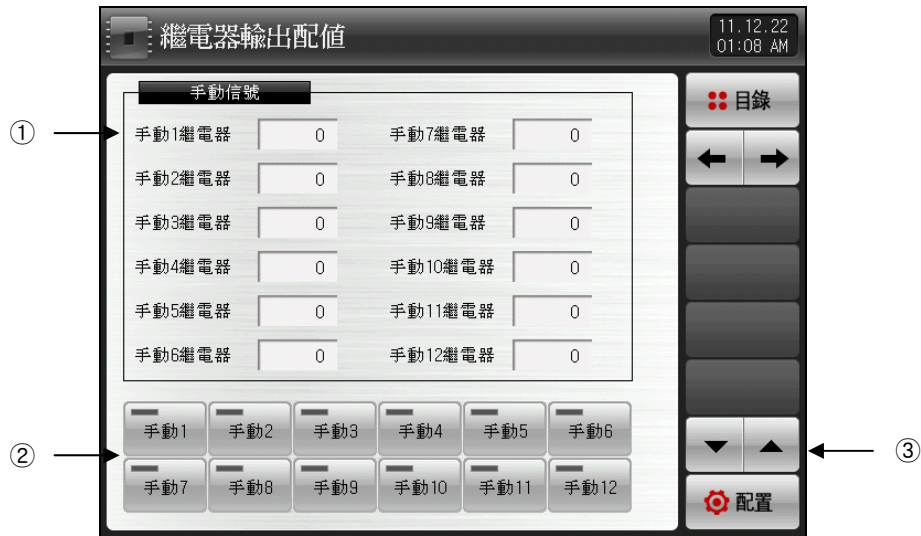 繼電器輸出配值
11.12.22
01:08 AM
手動信號
目錄
①
手動1繼電器 0 手動7繼電器 0
手動2繼電器 0 手動8繼電器 0
手動3繼電器 0 手動9繼電器 0
手動4繼電器 0 手動10繼電器 0
手動5繼電器 0 手動11繼電器 0
手動6繼電器 0 手動12繼電器 0
手動1 手動2 手動3 手動4 手動5 手動6
②
③
手動7 手動8 手動9 手動10 手動11 手動12
配置